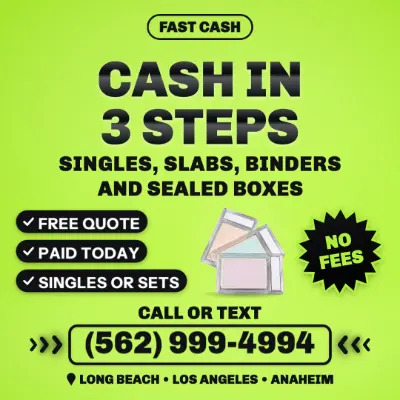 FAST CASH
CASH IN
3 STEPS
SINGLES, SLABS, BINDERS
AND SEALED BOXES
FREE QUOTE
PAID TODAY
SINGLES OR SETS
NO
FEES
CALL OR TEXT
(562) 999-4994
LONG BEACH • LOS ANGELES • ANAHEIM